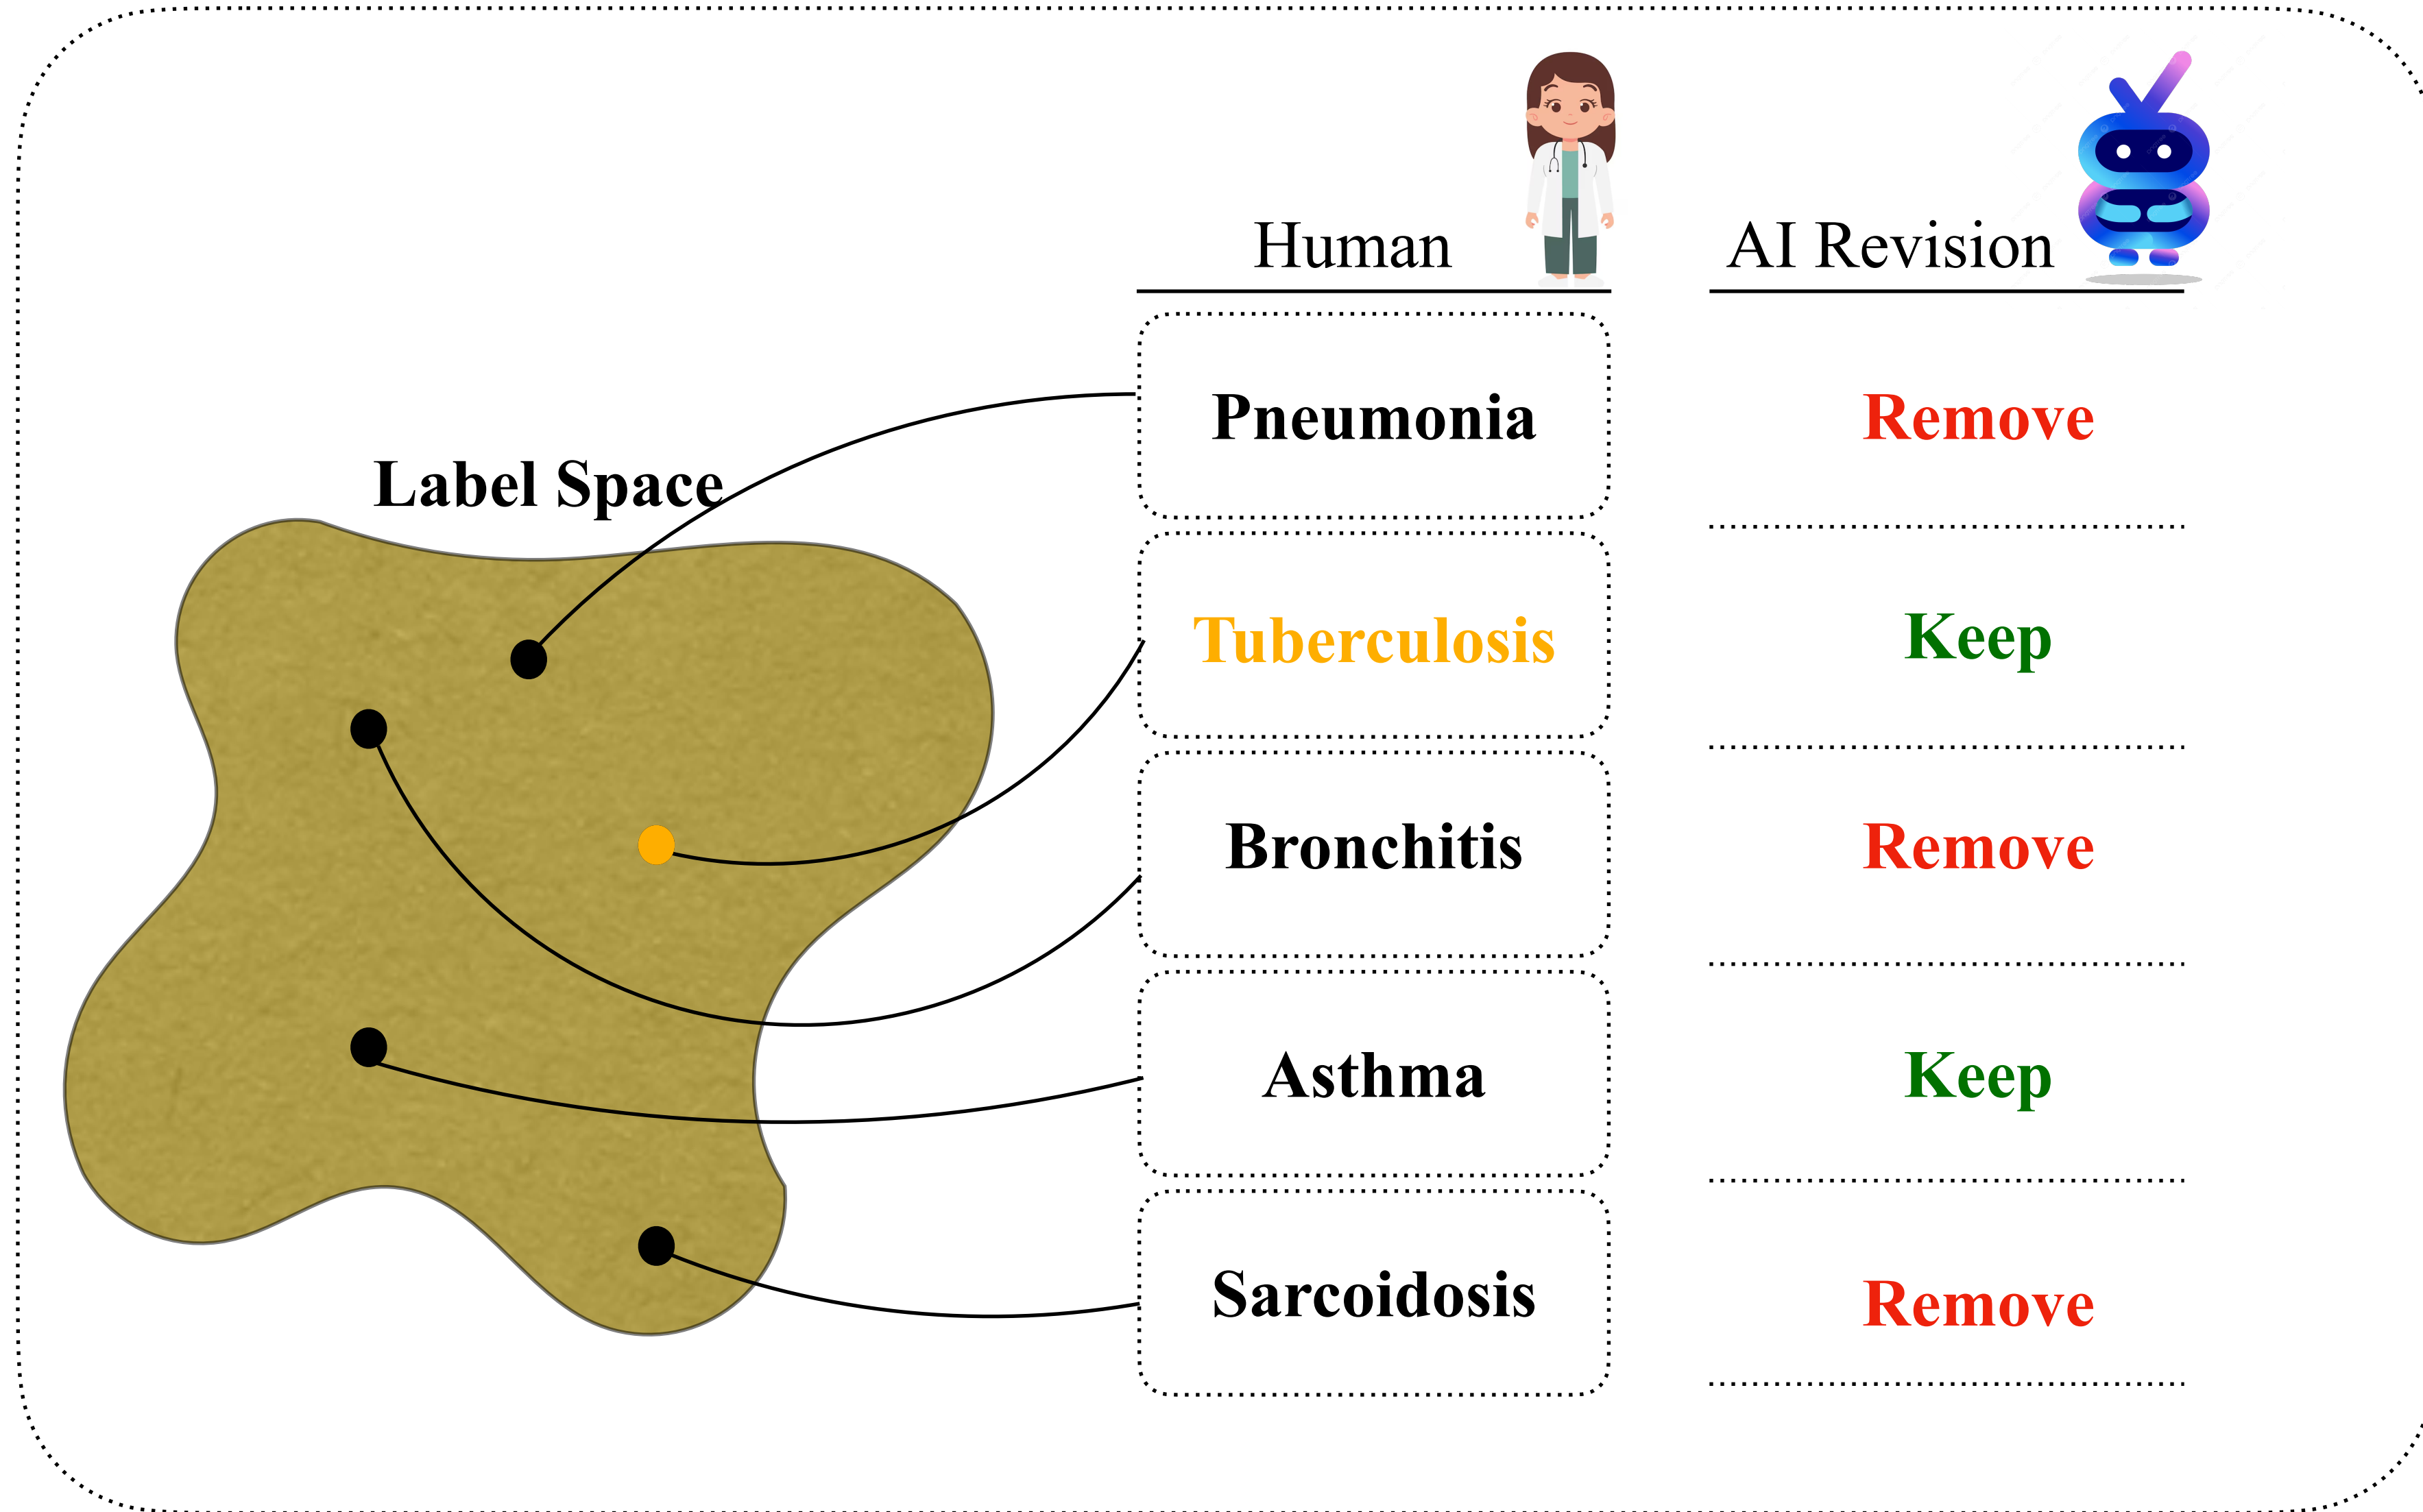 Human
AI Revision
Label Space
Pneumonia
Remove
Tuberculosis
Keep
Bronchitis
Remove
Asthma
Keep
Sarcoidosis
Remove